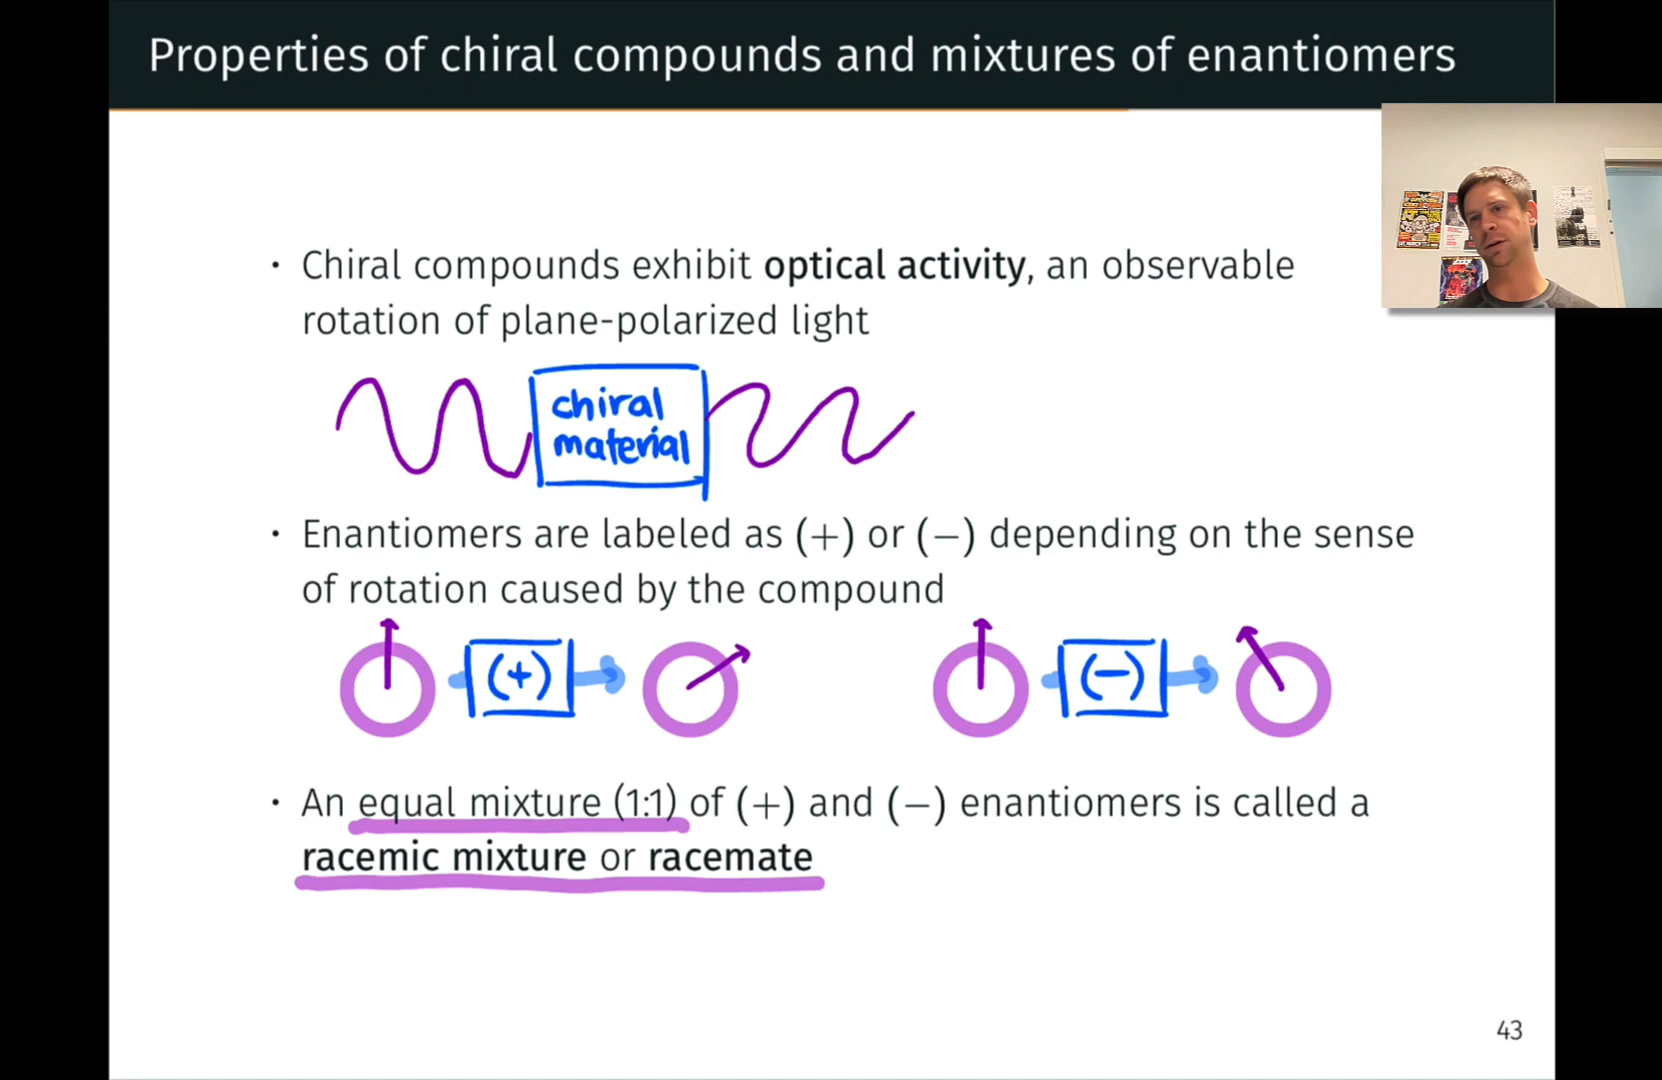 Properties of chiral compounds and mixtures of enantiomers
• Chiral compounds exhibit optical activity, an observable
rotation of plane-polarized light
chiral
material
• Enantiomers are labeled as (+) or (−) depending on the sense
of rotation caused by the compound
(+)
(−)
• An equal mixture (1:1) of (+) and (−) enantiomers is called a
racemic mixture or racemate
43